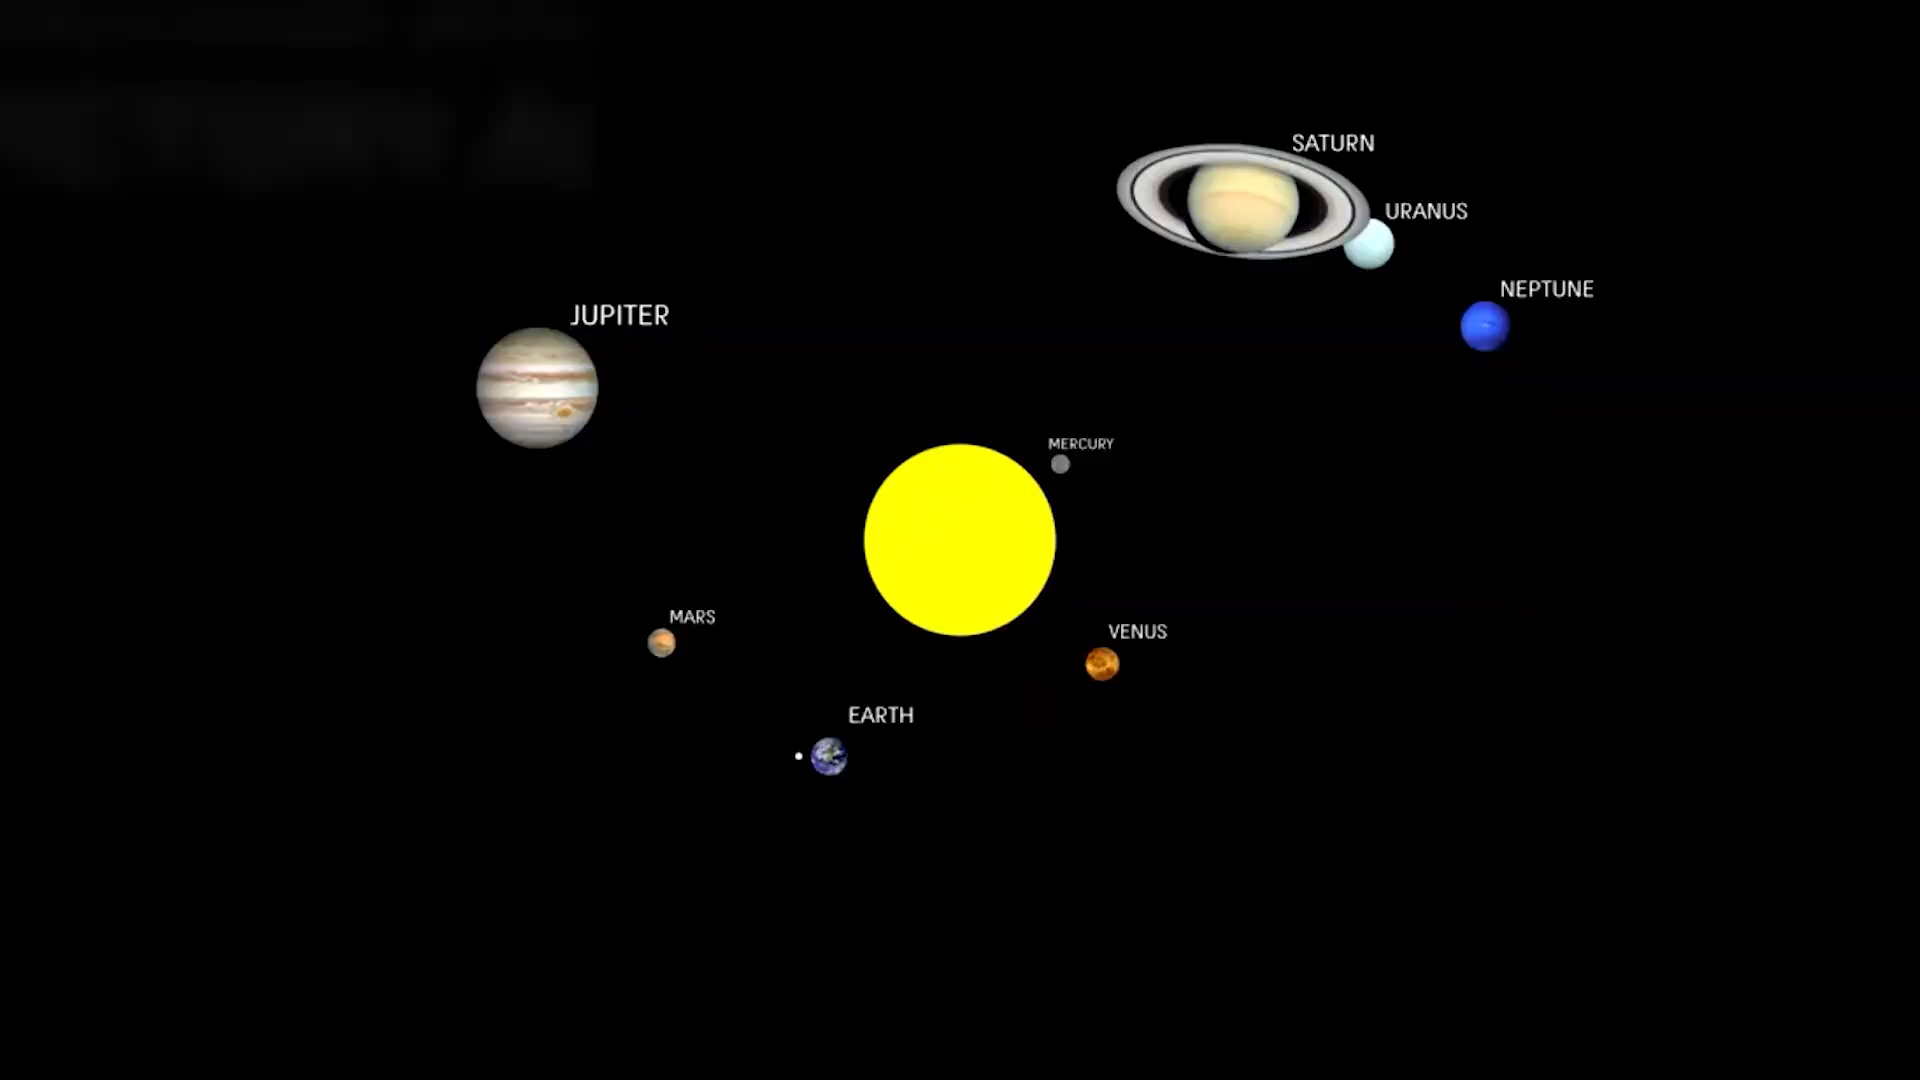 SATURN
URANUS
NEPTUNE
JUPITER
MERCURY
MARS
VENUS
EARTH